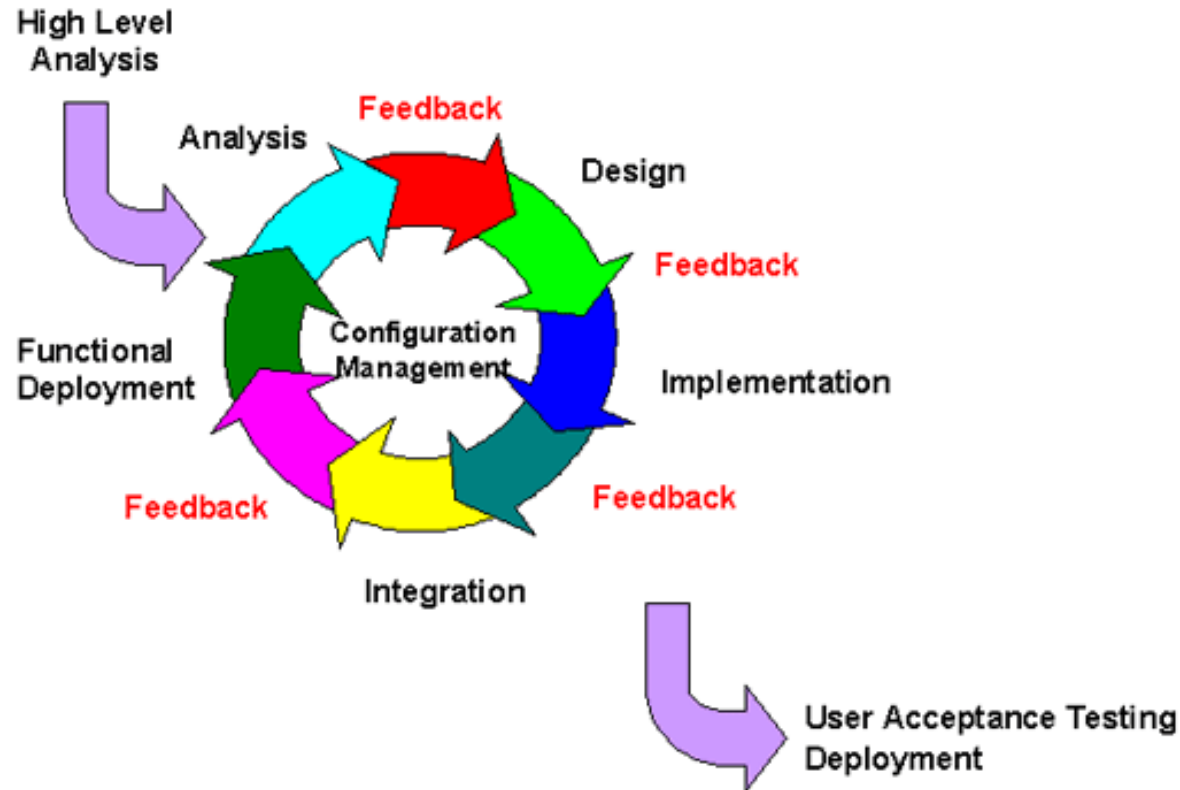 High Level
Analysis
Feedback
Analysis
Design
Feedback
Configuration
Management
Functional
Deployment
Implementation
Feedback
Feedback
Integration
User Acceptance Testing
Deployment